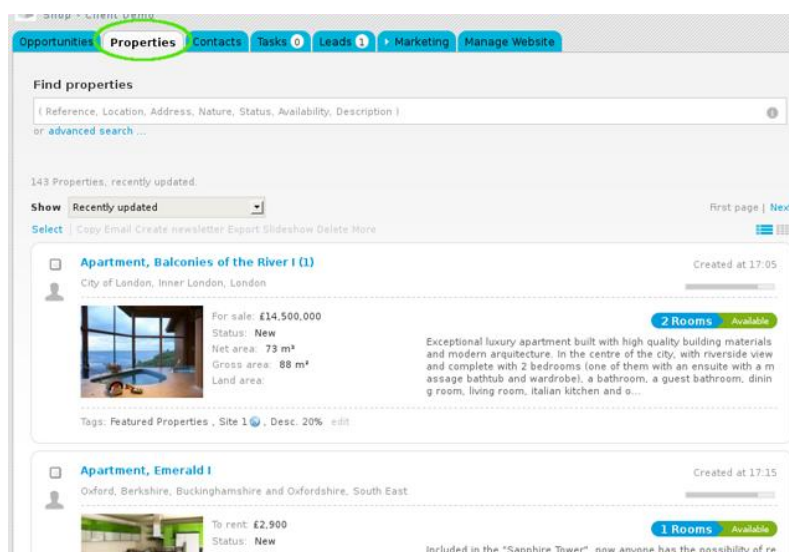 Shop - Client Demo
Opportunities Properties Contacts Tasks 0 Leads 1 Marketing Manage Website
Find properties
( Reference, Location, Address, Nature, Status, Availability, Description )
or advanced search ...
143 Properties, recently updated.
Show Recently updated First page | Nex
Select | Copy Email Create newsletter Export Slideshow Delete More
Apartment, Balconies of the River I (1) Created at 17:05
City of London, Inner London, London
For sale: £14,500,000 2 Rooms Available
Status: New
Net area: 73 m²
Gross area: 88 m²
Land area:
Exceptional luxury apartment built with high quality building materials
and modern arquitecture. In the centre of the city, with riverside view
and complete with 2 bedrooms (one of them with an ensuite with a m
assage bathtub and wardrobe), a bathroom, a guest bathroom, dinin
g room, living room, italian kitchen and o...
Tags: Featured Properties , Site 1 , Desc. 20% edit
Apartment, Emerald I Created at 17:15
Oxford, Berkshire, Buckinghamshire and Oxfordshire, South East
To rent: £2,900 1 Rooms Available
Status: New
Included in the "Sapphire Tower", now anyone has the possibility of re